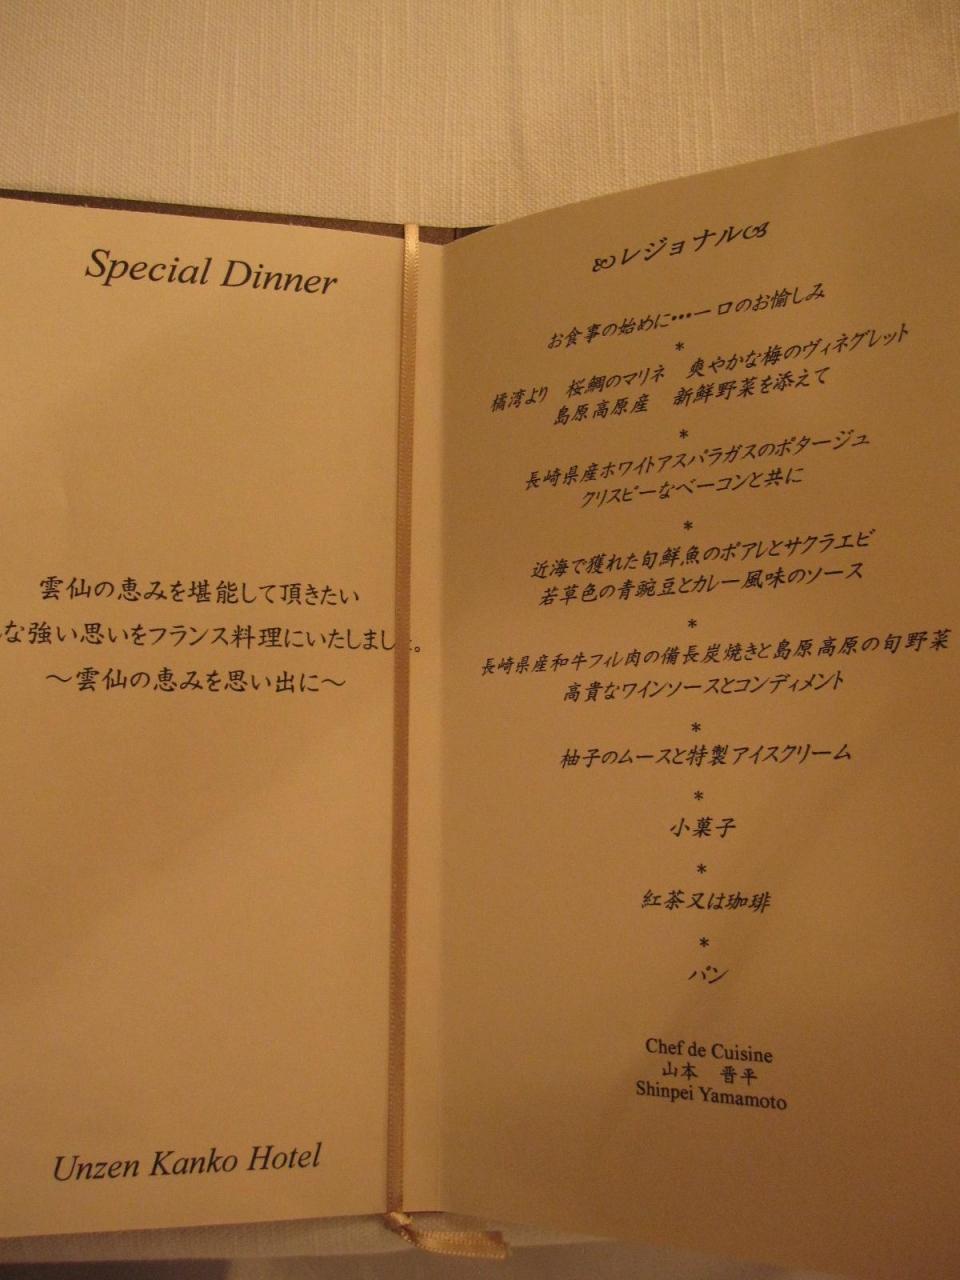 Special Dinner
雲仙の恵みを堪能して頂きたい
な強い思いをフランス料理にいたしまし
。
～雲仙の恵みを思い出に～
Unzen Kanko Hotel
レジョナル
お食事の始めに…一口のお愉しみ
*
橘湾より 桜鯛のマリネ 爽やかな梅のヴィネグレット
島原高原産 新鮮野菜を添えて
*
長崎県産ホワイトアスパラガスのポタージュ
クリスピーなベーコンと共に
*
近海で獲れた旬鮮魚のポアレとサクラエビ
若草色の青豌豆とカレー風味のソース
*
長崎県産和牛フィレ肉の備長炭焼きと島原高原の旬野菜
高貴なワインソースとコンディメント
*
柚子のムースと特製アイスクリーム
*
小菓子
*
紅茶又は珈琲
*
パン
Chef de Cuisine
山本 晋平
Shinpei Yamamoto